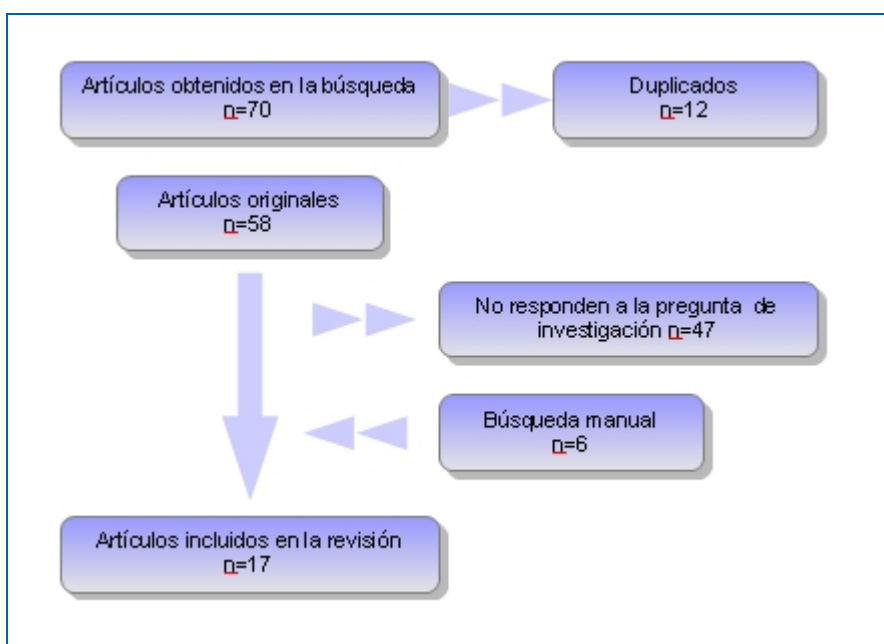 Artículos obtenidos en la búsqueda
n=70
Duplicados
n=12
Artículos originales
n=58
No responden a la pregunta de
investigación n=47
Búsqueda manual
n=6
Artículos incluidos en la revisión
n=17